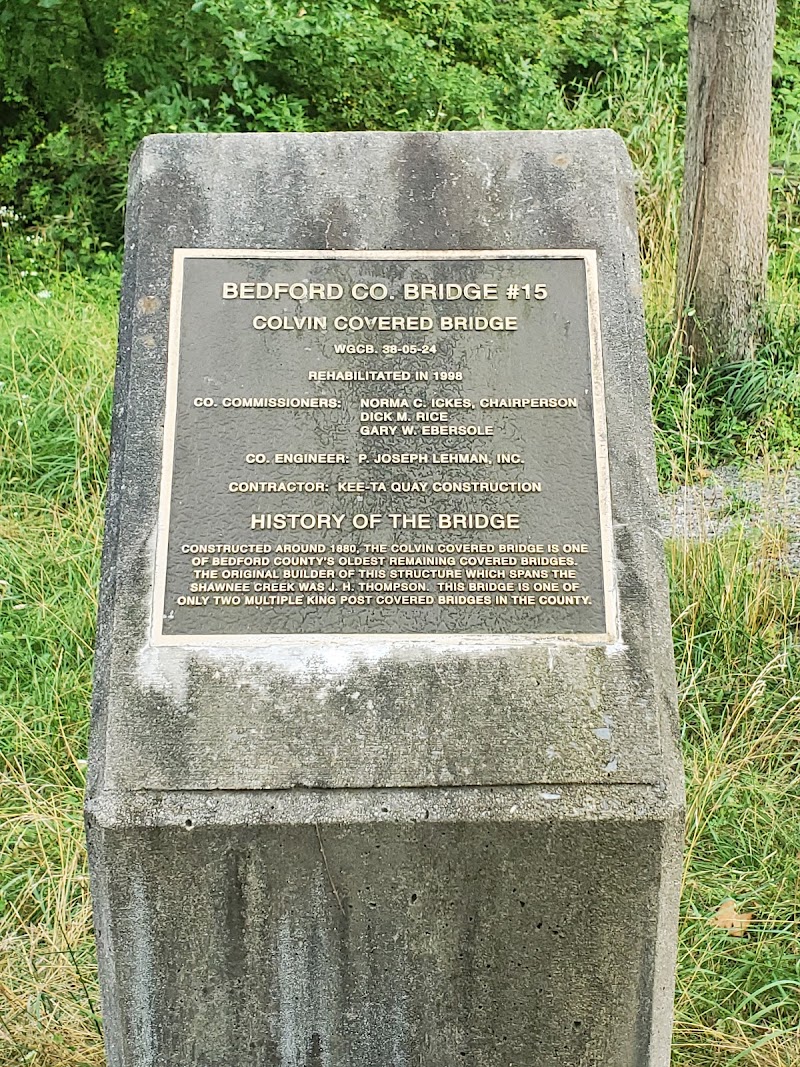 BEDFORD CO. BRIDGE #15
COLVIN COVERED BRIDGE
WGCB. 38-05-24
REHABILITATED IN 1998
CO. COMMISSIONERS: NORMA C. ICKES, CHAIRPERSON
DICK M. RICE
GARY W. EBERSOLE
CO. ENGINEER: P. JOSEPH LEHMAN, INC.
CONTRACTOR: KEE-TA QUAY CONSTRUCTION
HISTORY OF THE BRIDGE
CONSTRUCTED AROUND 1880, THE COLVIN COVERED BRIDGE IS ONE
OF BEDFORD COUNTY'S OLDEST REMAINING COVERED BRIDGES.
THE ORIGINAL BUILDER OF THIS STRUCTURE WHICH SPANS THE
SHAWNEE CREEK WAS J. H. THOMPSON. THIS BRIDGE IS ONE OF
ONLY TWO MULTIPLE KING POST COVERED BRIDGES IN THE COUNTY.